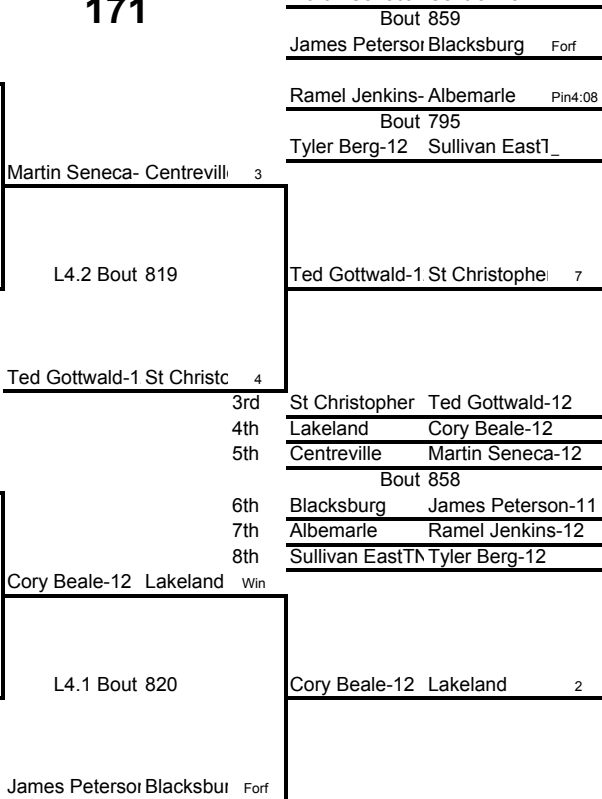 171
Bout 859
James Peterso Blacksburg Forf
Ramel Jenkins- Albemarle Pin4:08
Bout 795
Tyler Berg-12 Sullivan EastT
Martin Seneca- Centrevill 3
L4.2 Bout 819
Ted Gottwald-1 St Christophe 7
Ted Gottwald-1 St Christo 4
3rd St Christopher Ted Gottwald-12
4th Lakeland Cory Beale-12
5th Centreville Martin Seneca-12
Bout 858
6th Blacksburg James Peterson-11
7th Albemarle Ramel Jenkins-12
8th Sullivan EastTN Tyler Berg-12
Cory Beale-12 Lakeland Win
L4.1 Bout 820
Cory Beale-12 Lakeland 2
James Peterso Blacksbur Forf